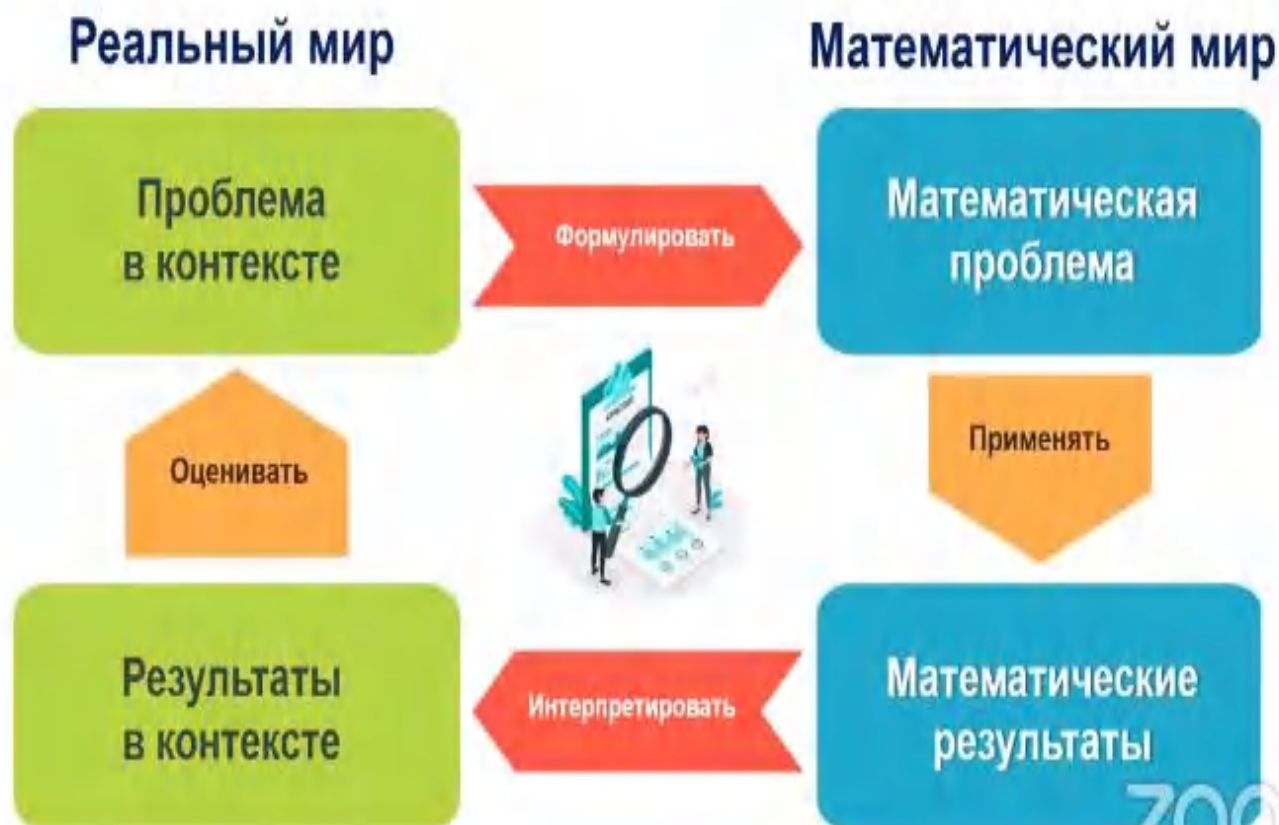 Реальный мир
Математический мир
Проблема
в контексте
Формулировать
Математическая
проблема
Оценивать
Применять
Результаты
в контексте
Интерпретировать
Математические
результаты